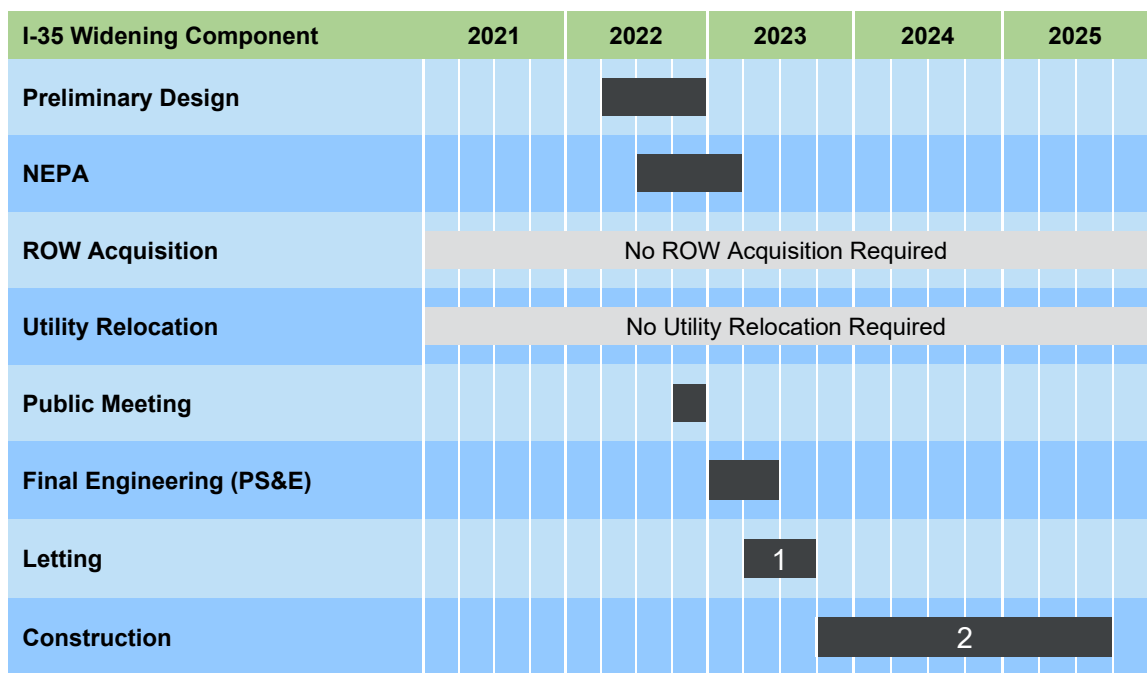 I-35 Widening Component 2021 2022 2023 2024 2025
Preliminary Design
NEPA
ROW Acquisition No ROW Acquisition Required
Utility Relocation No Utility Relocation Required
Public Meeting
Final Engineering (PS&E)
Letting 1
Construction 2